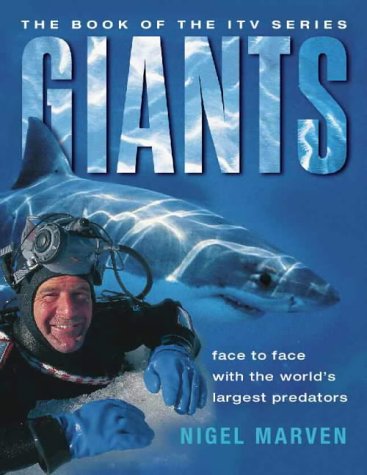 THE BOOK OF THE ITV SERIES
GIANTS
face to face
with the world's
largest predators
NIGEL MARVEN